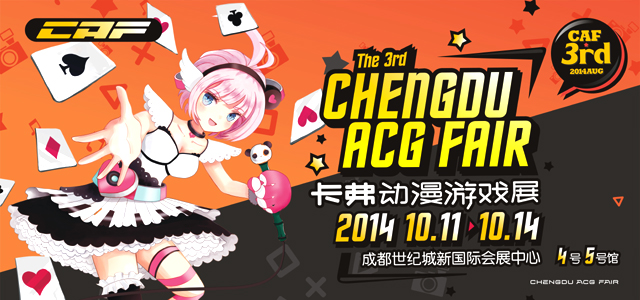 CAF
CAF
3rd
2014AUG
The 3rd
CHENGDU
ACG FAIR
卡弗动漫游戏展
2014 10.11 10.14
成都世纪城新国际会展中心 4号5号馆
CHENGDU ACG FAIR